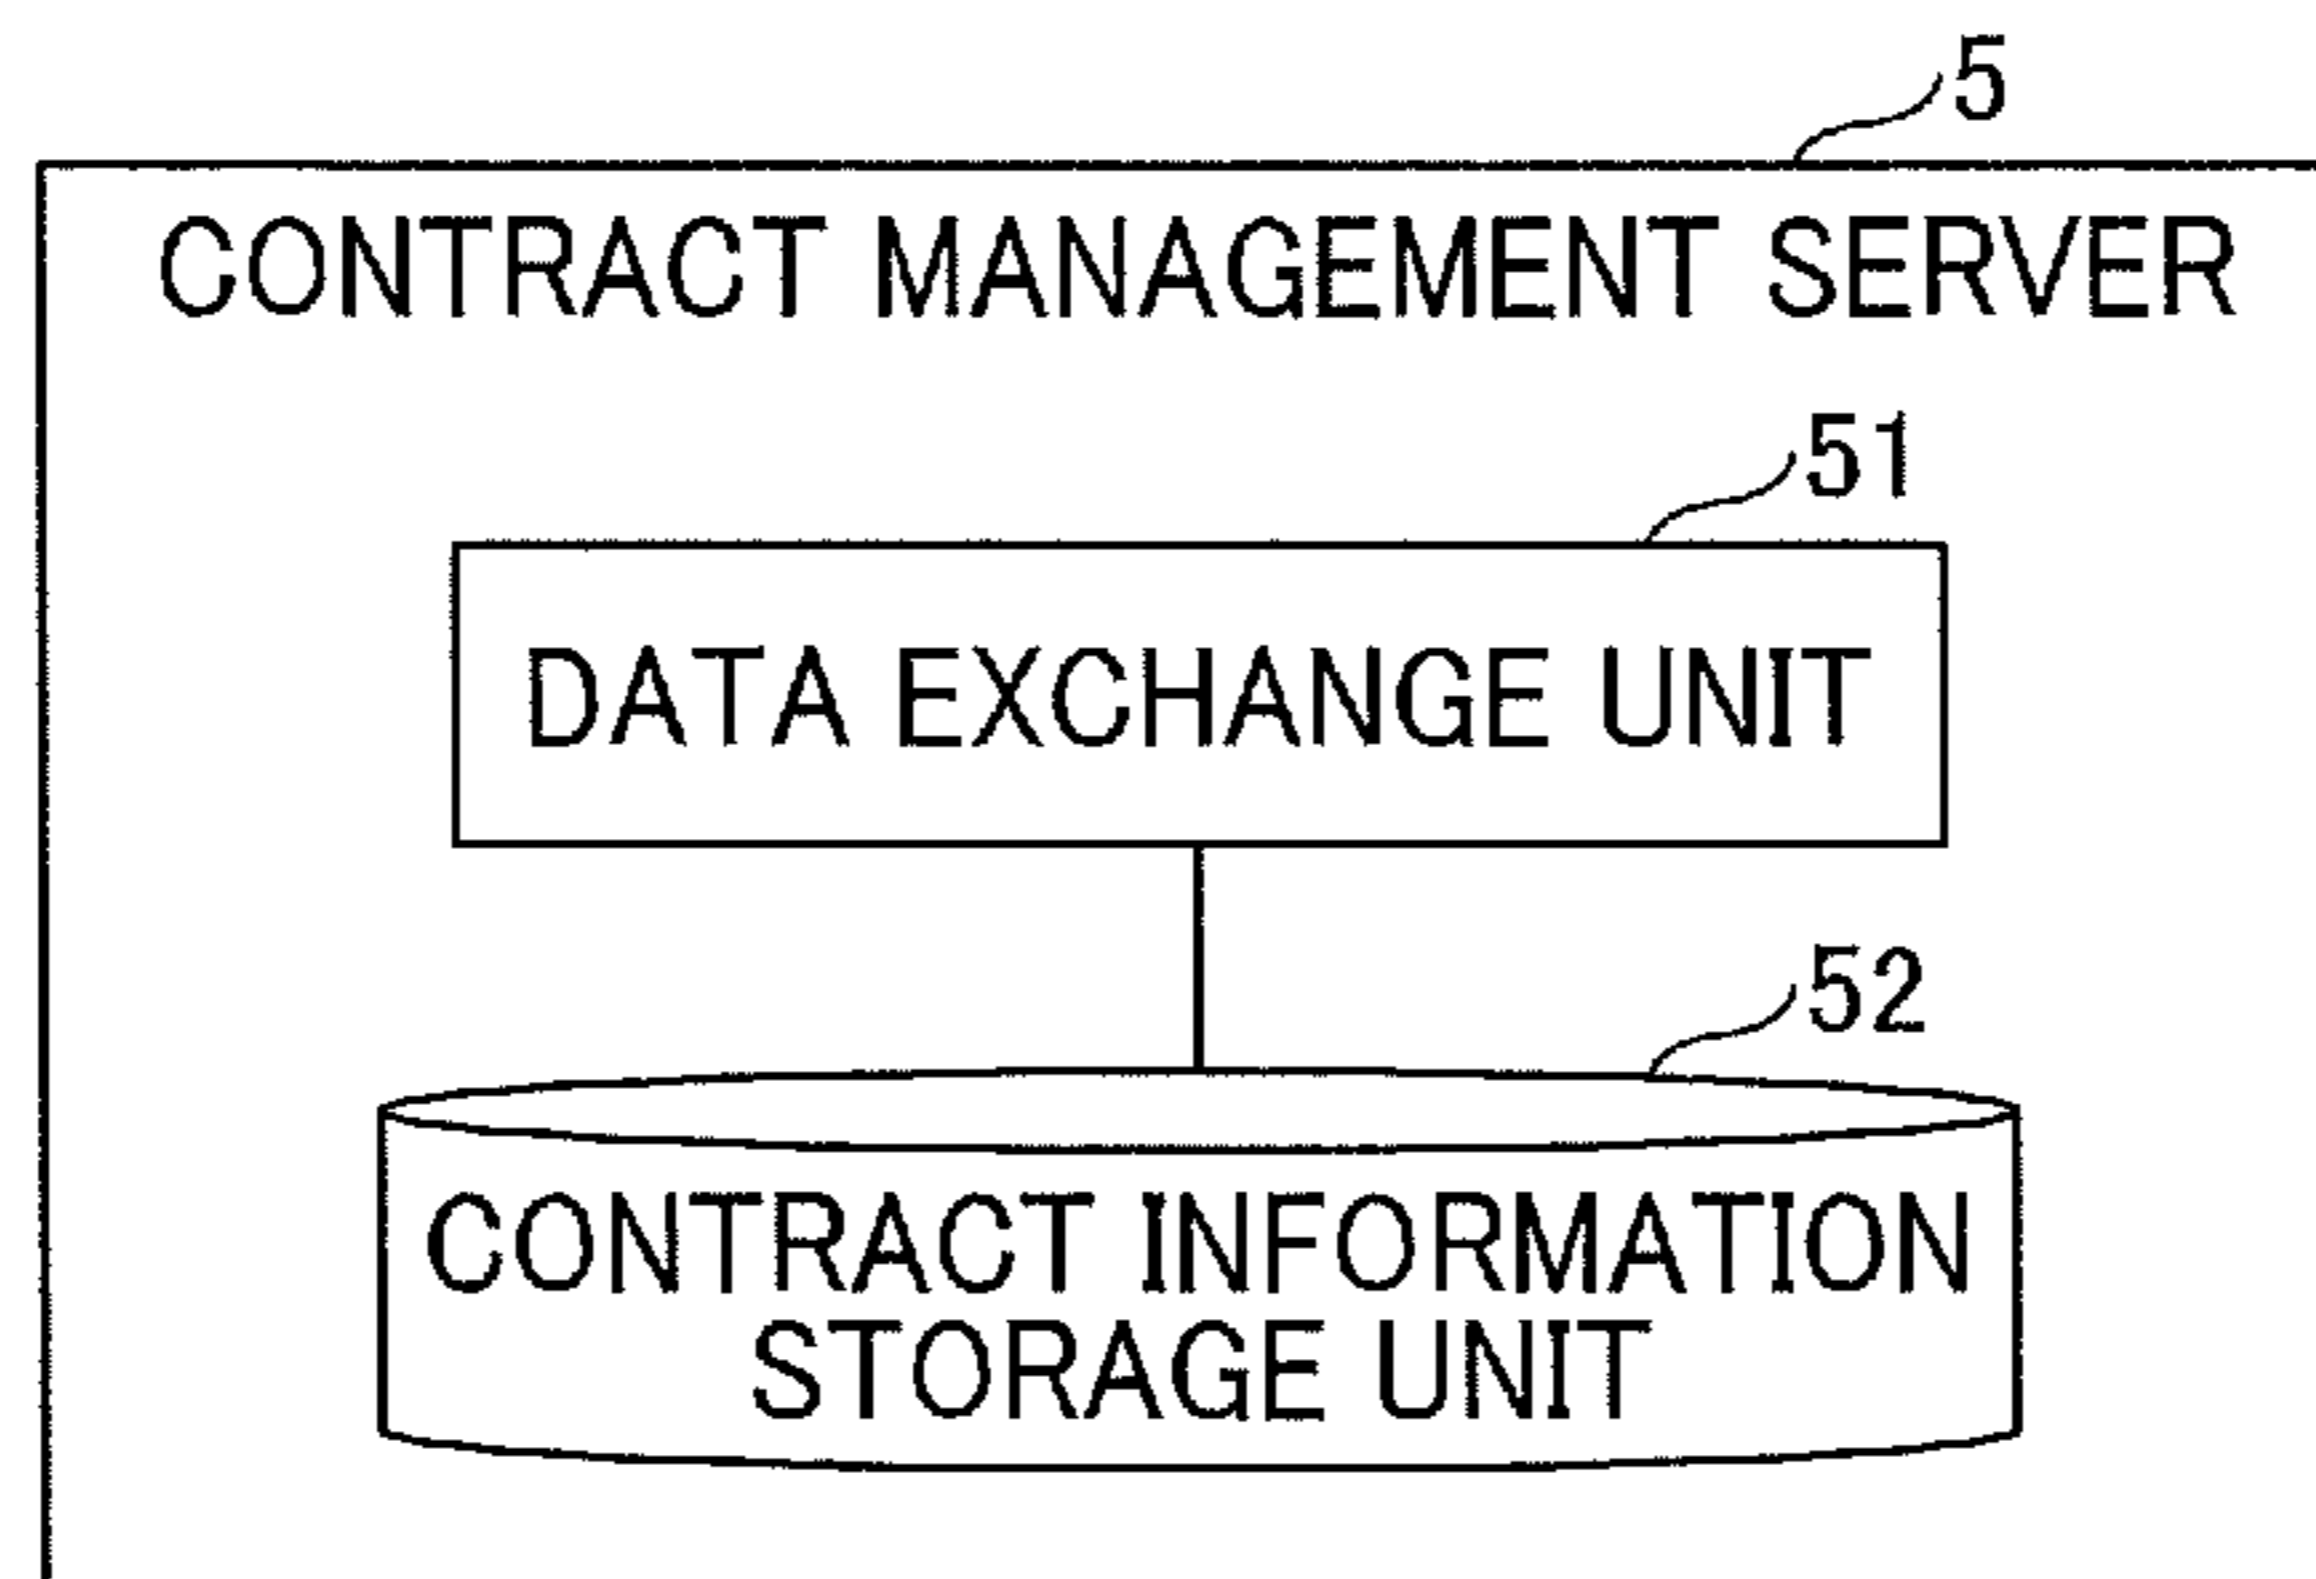 5
CONTRACT MANAGEMENT SERVER
51
DATA EXCHANGE UNIT
52
CONTRACT INFORMATION
STORAGE UNIT